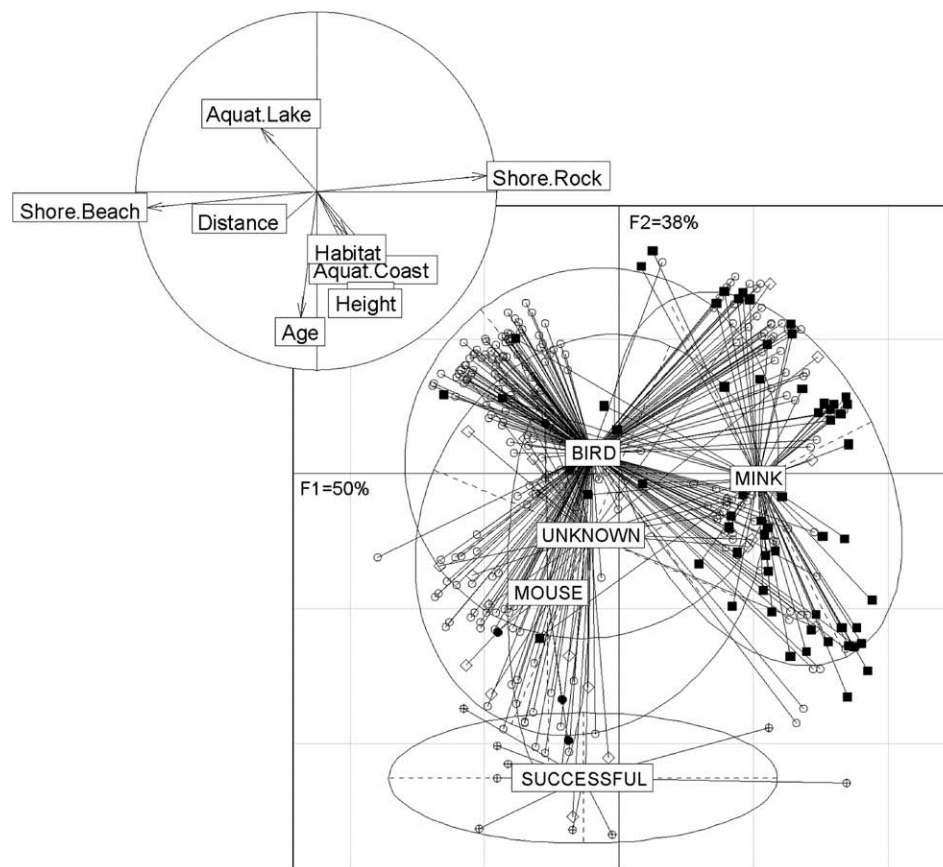 Aquat.Lake
Shore.Rock
Shore.Beach
Distance
F2=38%
Habitat
Aquat.Coast
Height
Age
BIRD
MINK
F1=50%
UNKNOWN
MOUSE
SUCCESSFUL